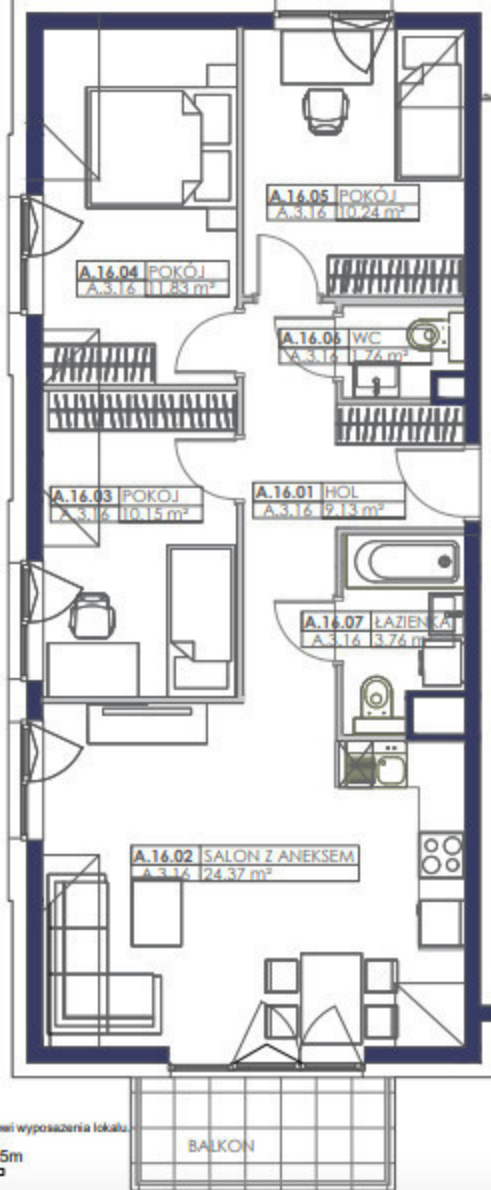 A.16.05 POKÓJ
A.3.16 10.24 m²
A.16.04 POKÓJ
A.3.16 11.83 m²
A.16.06 WC
A.3.16 1.76 m²
A.16.03 POKÓJ
A.3.16 10.15 m²
A.16.01 HOL
A.3.16 9.13 m²
A.16.07 ŁAZIENKA
A.3.16 3.76 m²
A.16.02 SALON Z ANEKSEM
A.3.16 24.37 m²
wyposażenia lokalu.
5m
BALKON